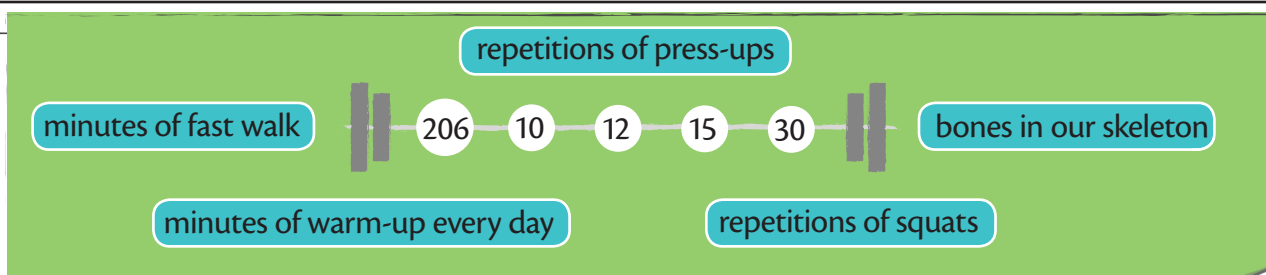 repetitions of press-ups
minutes of fast walk
206 10 12 15 30
bones in our skeleton
minutes of warm-up every day
repetitions of squats